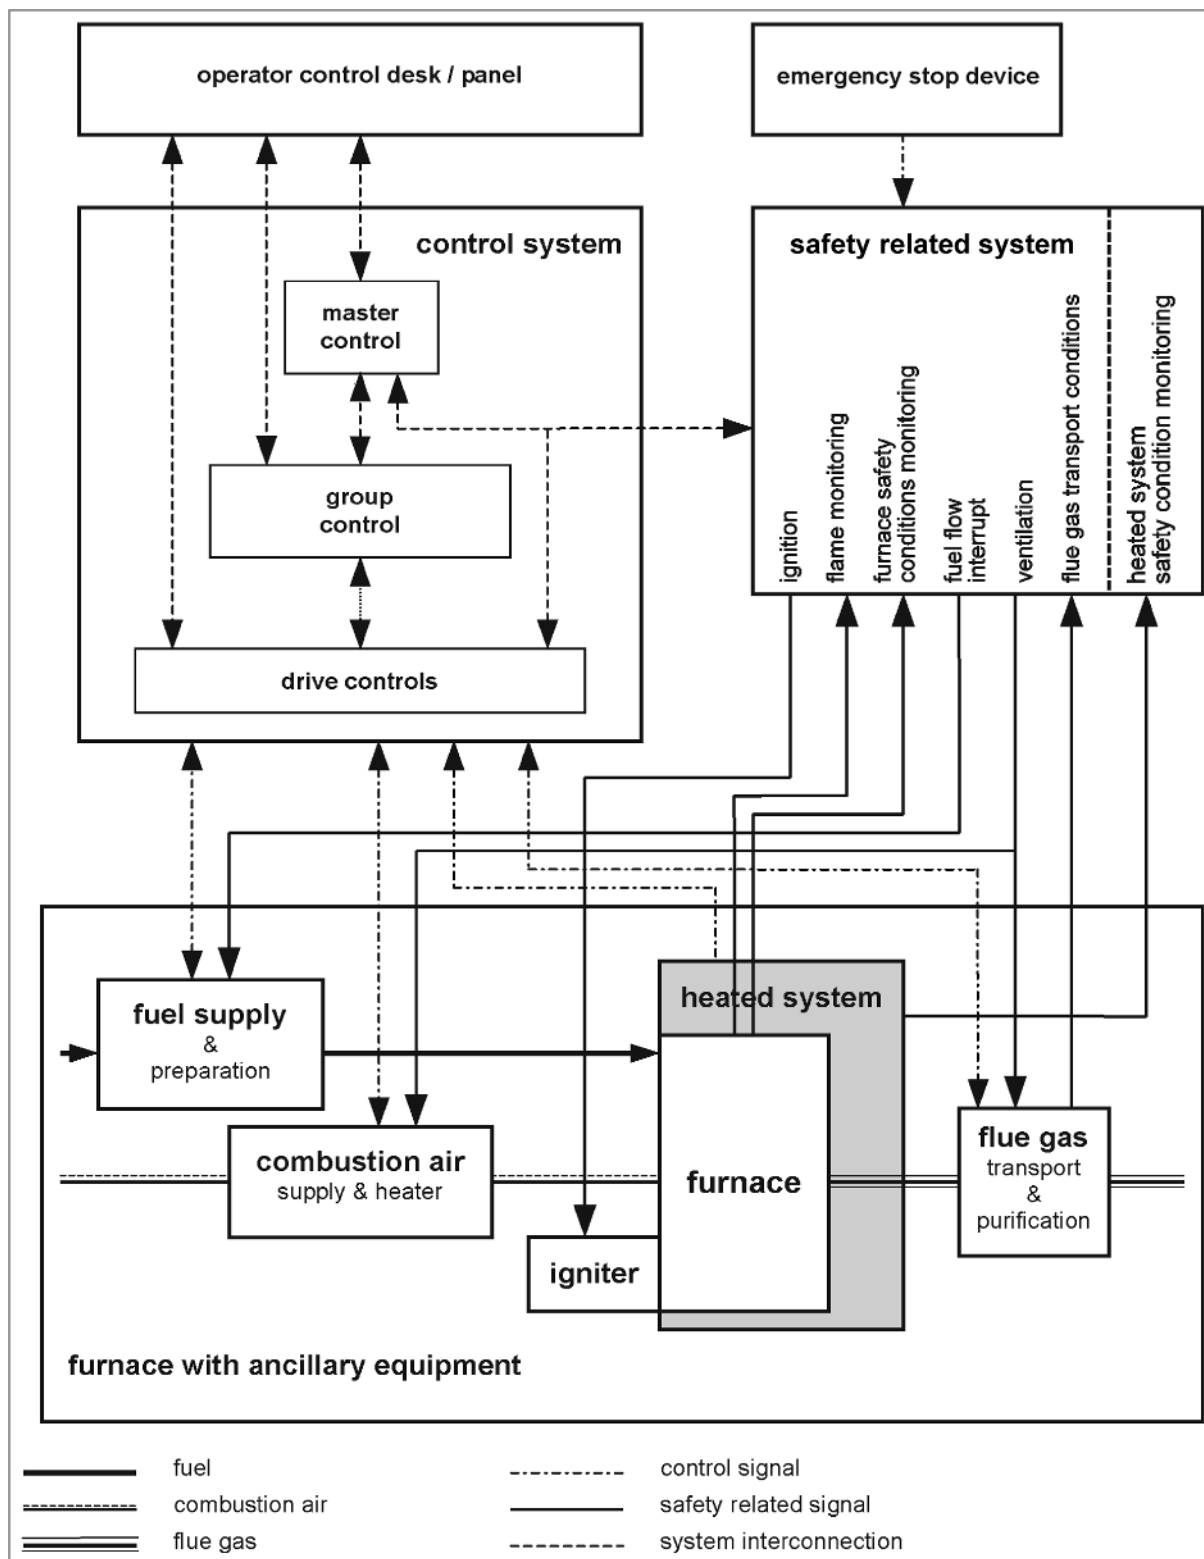 operator control desk / panel
emergency stop device
control system
safety related system
master
control
group
control
drive controls
ignition
flame monitoring
furnace safety
conditions monitoring
fuel flow
interrupt
ventilation
flue gas transport conditions
heated system
safety condition monitoring
fuel supply
&
preparation
heated system
combustion air
supply & heater
furnace
flue gas
transport
&
purification
igniter
furnace with ancillary equipment
fuel
control signal
combustion air
safety related signal
flue gas
system interconnection